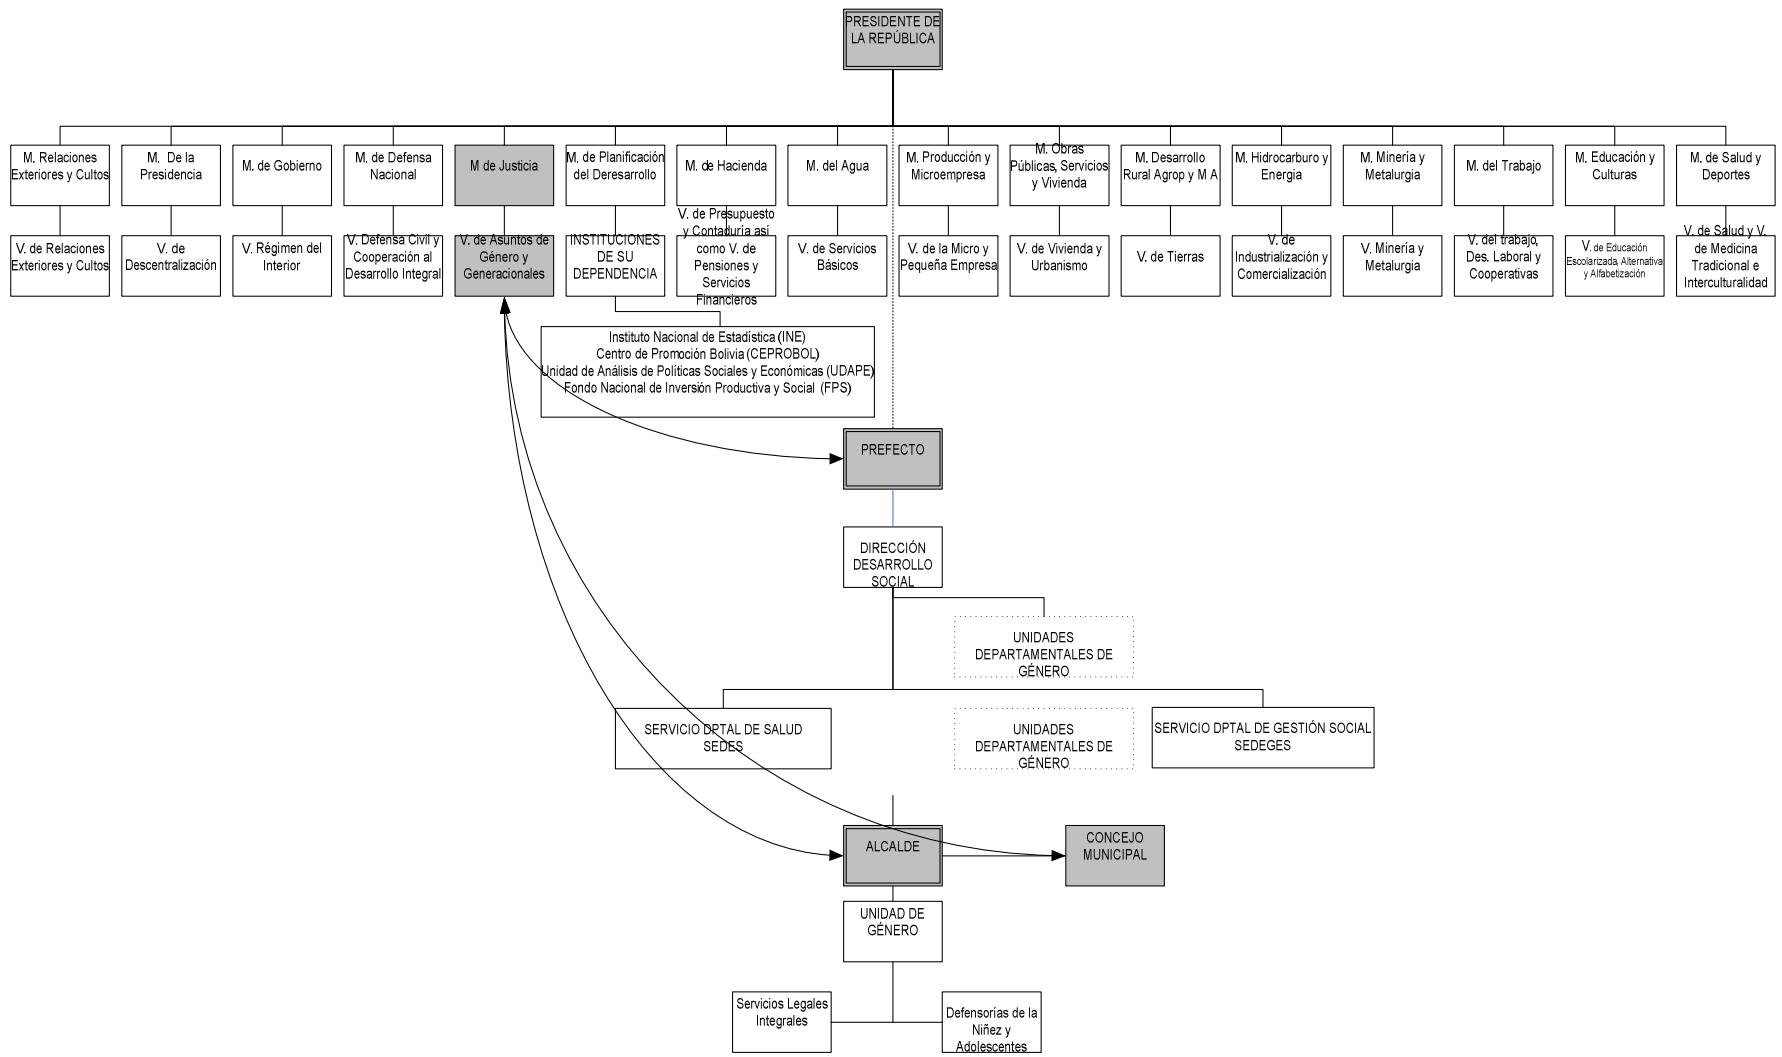 PRESIDENTE DE
LA REPÚBLICA
M. Relaciones
Exteriores y Cultos
M. De la
Presidencia
M. de Gobierno
M. de Defensa
Nacional
M de Justicia
M. de Planificación
del Deresarrollo
M. de Hacienda
M. del Agua
M. Producción y
Microempresa
M. Obras
Públicas, Servicios
y Vivienda
M. Desarrollo
Rural Agrop y M A
M. Hidrocarburo y
Energia
M. Minería y
Metalurgia
M. del Trabajo
M. Educación y
Culturas
M. de Salud y
Deportes
V. de Relaciones
Exteriores y Cultos
V. de
Descentralización
V. Régimen del
Interior
V. Defensa Civil y
Cooperación al
Desarrollo Integral
V. de Asuntos de
Género y
Generacionales
INSTITUCIONES
DE SU
DEPENDENCIA
V. de Presupuesto
y Contaduría así
como V. de
Pensiones y
Servicios
Financieros
V. de Servicios
Básicos
V. de la Micro y
Pequeña Empresa
V. de Vivienda y
Urbanismo
V. de Tierras
V. de
Industrialización y
Comercialización
V. Minería y
Metalurgia
V. del trabajo,
Des. Laboral y
Cooperativas
V. de Educación
Escolarizada, Alternativa
y Alfabetización
V. de Salud y V.
de Medicina
Tradicional e
Interculturalidad
Instituto Nacional de Estadística (INE)
Centro de Promoción Bolivia (CEPROBOL)
Unidad de Análisis de Políticas Sociales y Económicas (UDAPE)
Fondo Nacional de Inversión Productiva y Social (FPS)
PREFECTO
DIRECCIÓN
DESARROLLO
SOCIAL
UNIDADES
DEPARTAMENTALES DE
GÉNERO
SERVICIO DPTAL DE SALUD
SEDES
UNIDADES
DEPARTAMENTALES DE
GÉNERO
SERVICIO DPTAL DE GESTIÓN SOCIAL
SEDEGES
ALCALDE
CONCEJO
MUNICIPAL
UNIDAD DE
GÉNERO
Servicios Legales
Integrales
Defensorías de la
Niñez y
Adolescentes